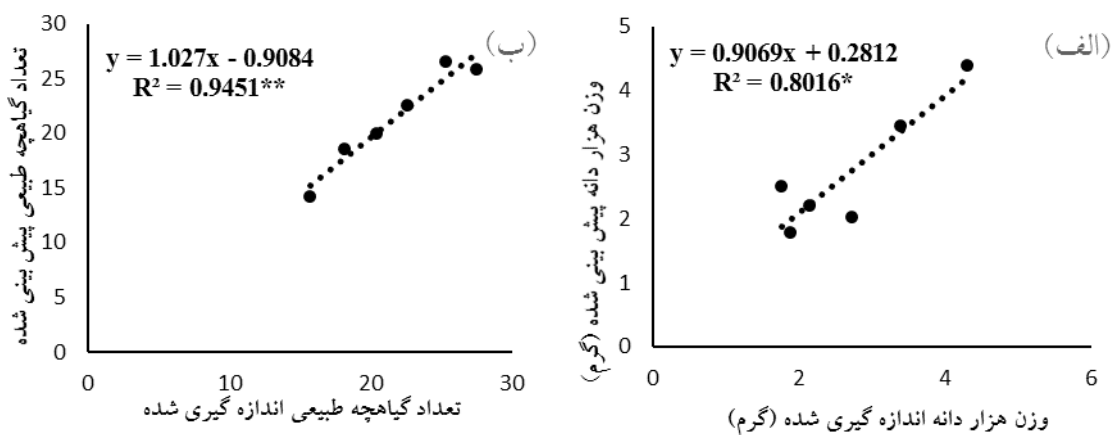 (الف)
y = 0.9069x + 0.2812
R² = 0.8016*
5
4
3
2
1
0
0 2 4 6
وزن هزار دانه پیش بینی شده (گرم)
وزن هزار دانه اندازه گیری شده (گرم)
(ب)
y = 1.027x - 0.9084
R² = 0.9451**
30
25
20
15
10
5
0
0 10 20 30
تعداد گیاهچه طبیعی پیش بینی شده
تعداد گیاهچه طبیعی اندازه گیری شده